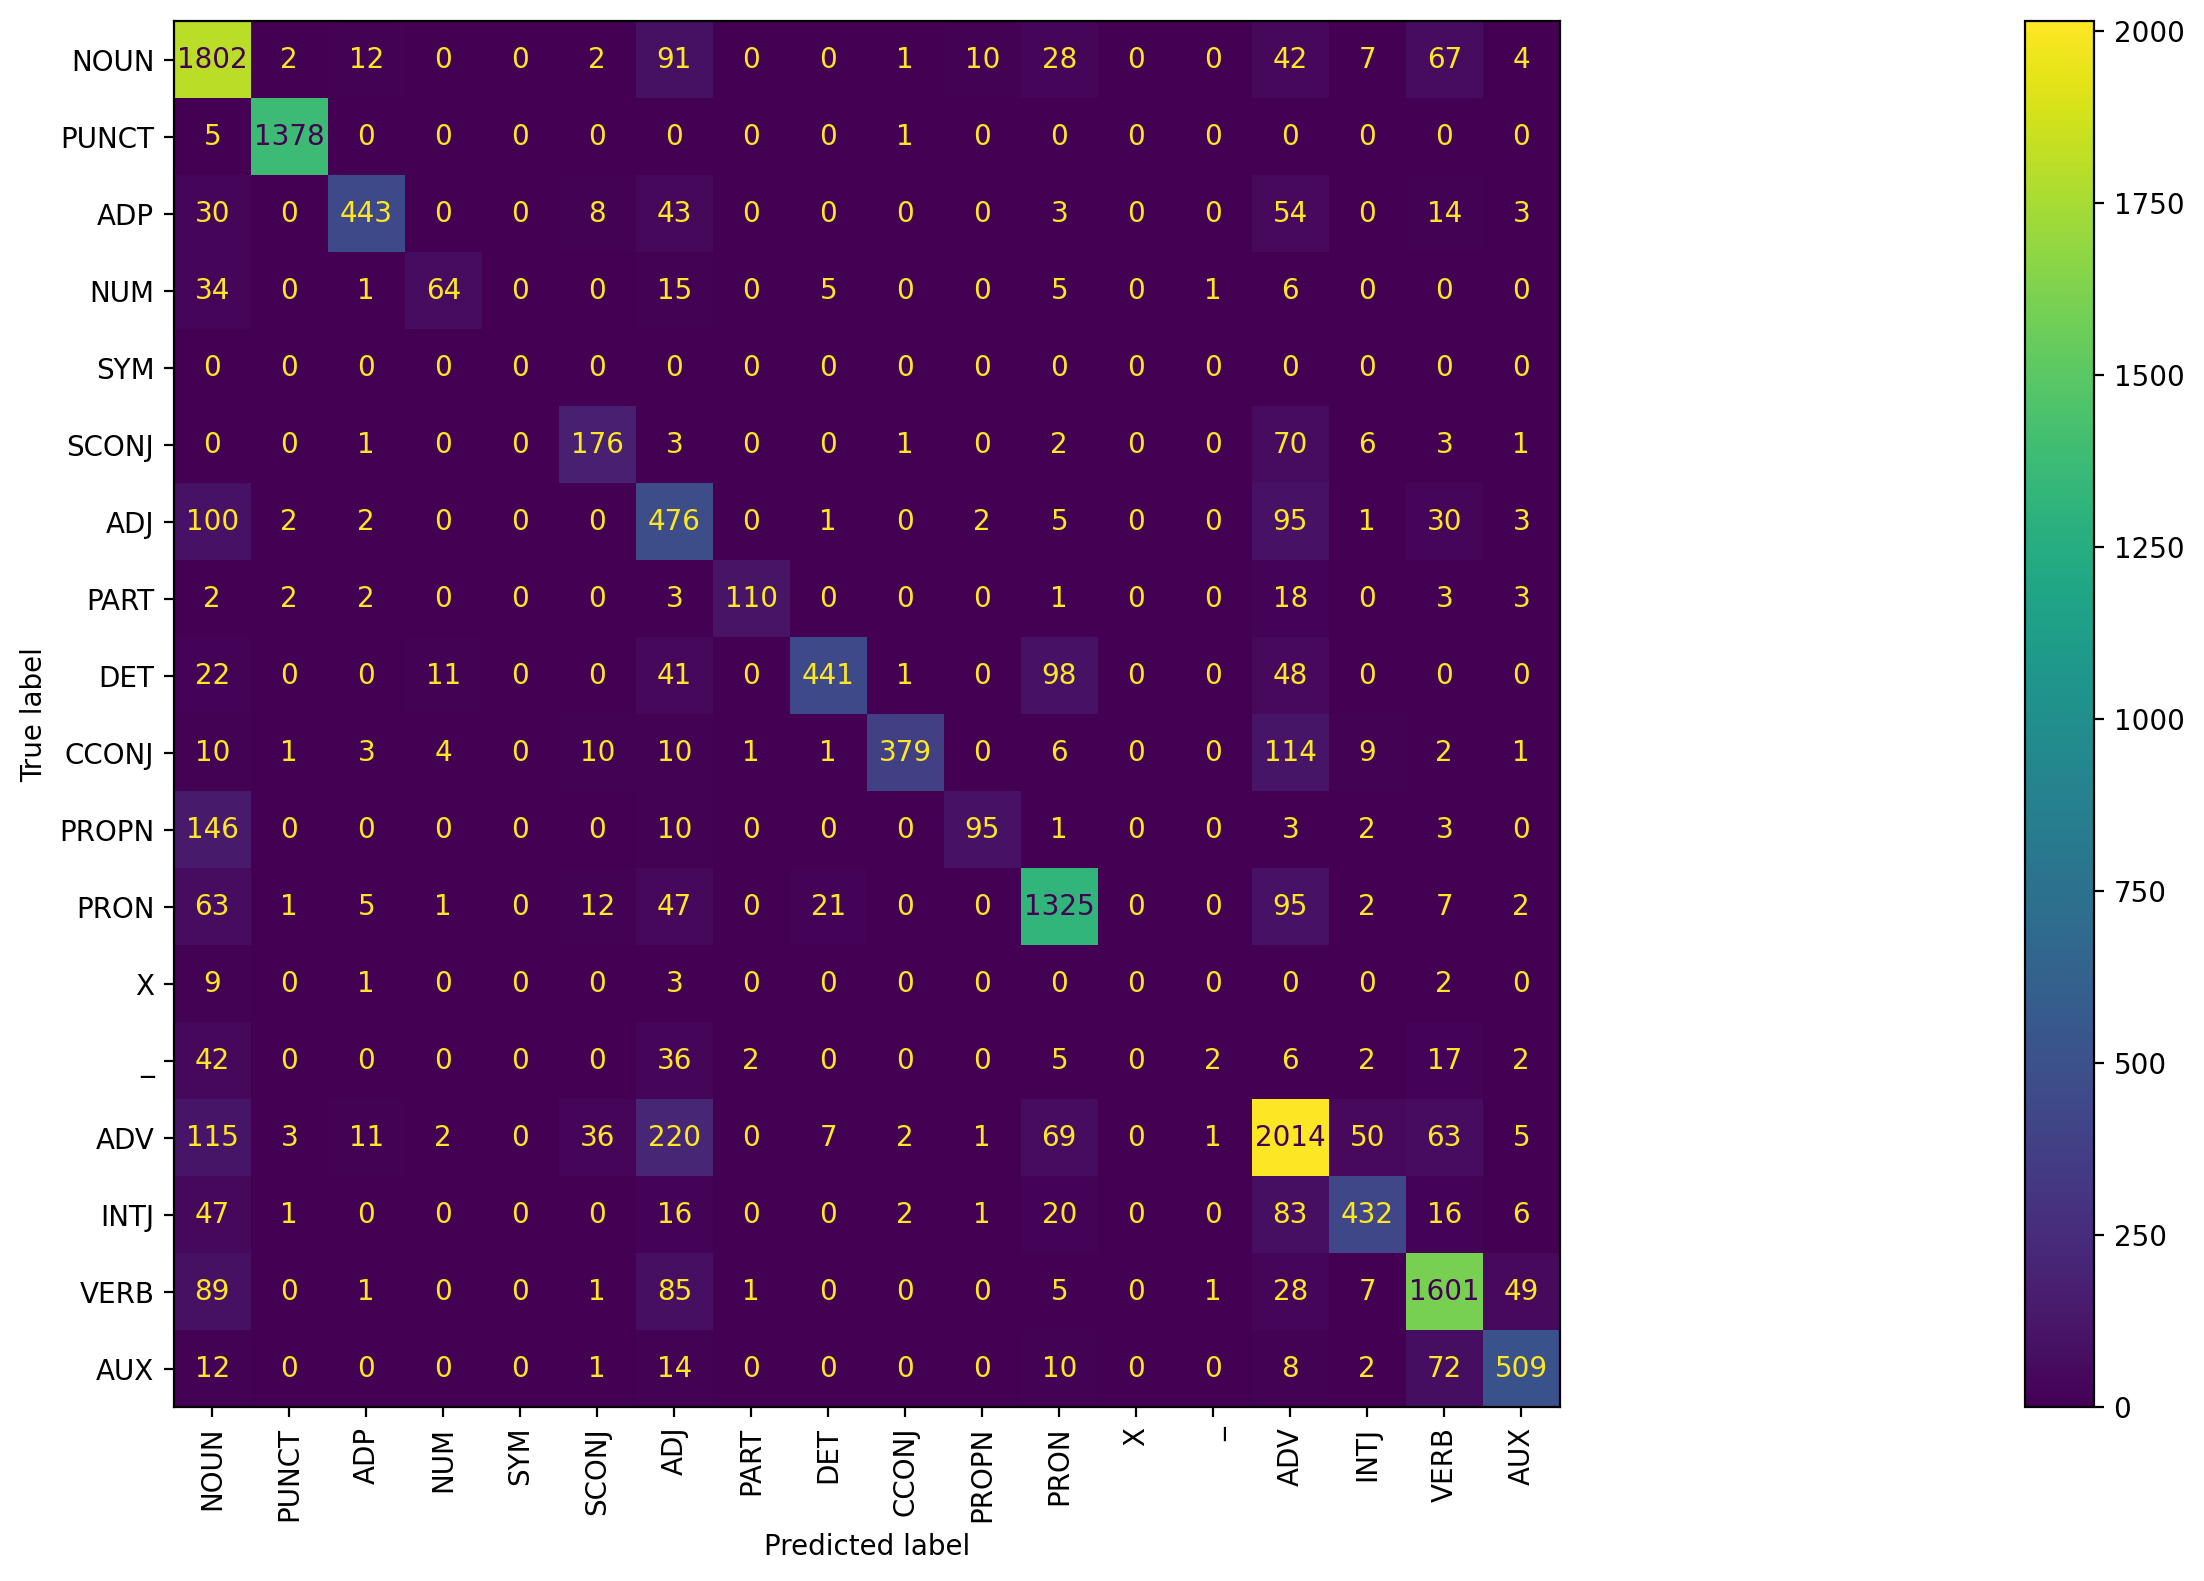 NOUN 1802 2 12 0 0 2 91 0 0 1 10 28 0 0 42 7 67 4
PUNCT 5 1378 0 0 0 0 0 0 0 1 0 0 0 0 0 0 0 0
ADP 30 0 443 0 0 8 43 0 0 0 0 3 0 0 54 0 14 3
NUM 34 0 1 64 0 0 15 0 5 0 0 5 0 1 6 0 0 0
SYM 0 0 0 0 0 0 0 0 0 0 0 0 0 0 0 0 0 0
SCONJ 0 0 1 0 0 176 3 0 0 1 0 2 0 0 70 6 3 1
ADJ 100 2 2 0 0 0 476 0 1 0 2 5 0 0 95 1 30 3
PART 2 2 2 0 0 0 3 110 0 0 0 1 0 0 18 0 3 3
DET 22 0 0 11 0 0 41 0 441 1 0 98 0 0 48 0 0 0
CCONJ 10 1 3 4 0 10 10 1 1 379 0 6 0 0 114 9 2 1
PROPN 146 0 0 0 0 0 10 0 0 0 95 1 0 0 3 2 3 0
PRON 63 1 5 1 0 12 47 0 21 0 0 1325 0 0 95 2 7 2
X 9 0 1 0 0 0 3 0 0 0 0 0 0 0 0 0 2 0
_ 42 0 0 0 0 0 36 2 0 0 0 5 0 2 6 2 17 2
ADV 115 3 11 2 0 36 220 0 7 2 1 69 0 1 2014 50 63 5
INTJ 47 1 0 0 0 0 16 0 0 2 1 20 0 0 83 432 16 6
VERB 89 0 1 0 0 1 85 1 0 0 0 5 0 1 28 7 1601 49
AUX 12 0 0 0 0 1 14 0 0 0 0 10 0 0 8 2 72 509
NOUN PUNCT ADP NUM SYM SCONJ ADJ PART DET CCONJ PROPN PRON X _ ADV INTJ VERB AUX
Predicted label
True label
2000
1750
1500
1250
1000
750
500
250
0